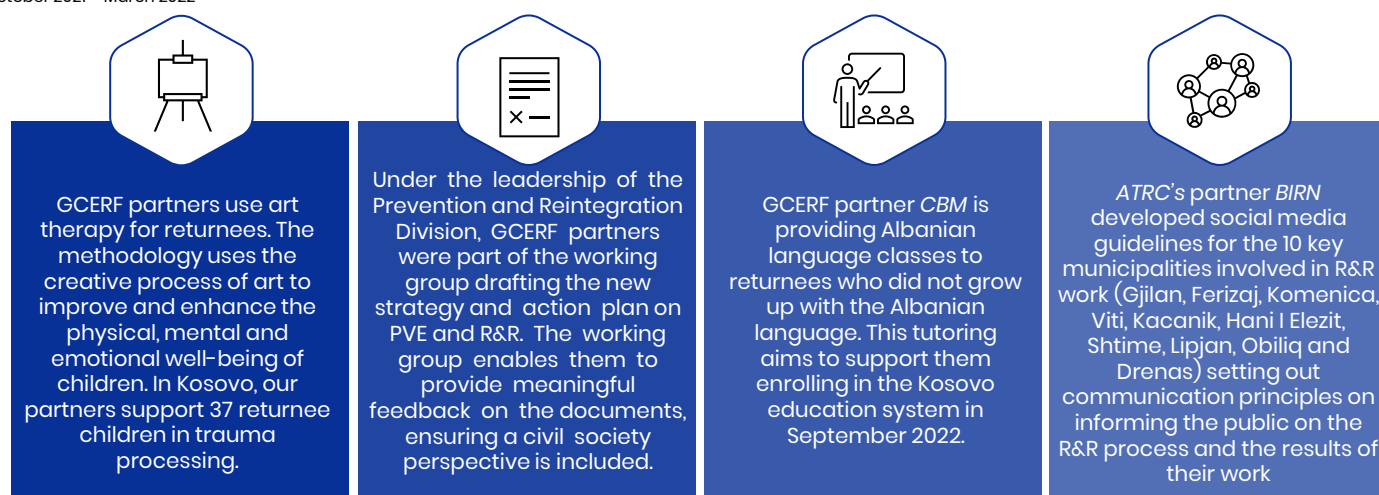 October 2021 - March 2022
GCERF partners use art
therapy for returnees. The
methodology uses the
creative process of art to
improve and enhance the
physical, mental and
emotional well-being of
children. In Kosovo, our
partners support 37 returnee
children in trauma
processing.
Under the leadership of the
Prevention and Reintegration
Division, GCERF partners
were part of the working
group drafting the new
strategy and action plan on
PVE and R&R. The working
group enables them to
provide meaningful
feedback on the documents,
ensuring a civil society
perspective is included.
GCERF partner CBM is
providing Albanian
language classes to
returnees who did not grow
up with the Albanian
language. This tutoring
aims to support them
enrolling in the Kosovo
education system in
September 2022.
ATRC's partner BIRN
developed social media
guidelines for the 10 key
municipalities involved in R&R
work (Gjilan, Ferizaj, Komenica,
Viti, Kacanik, Hani I Elezit,
Shtime, Lipjan, Obiliq and
Drenas) setting out
communication principles on
informing the public on the
R&R process and the results of
their work